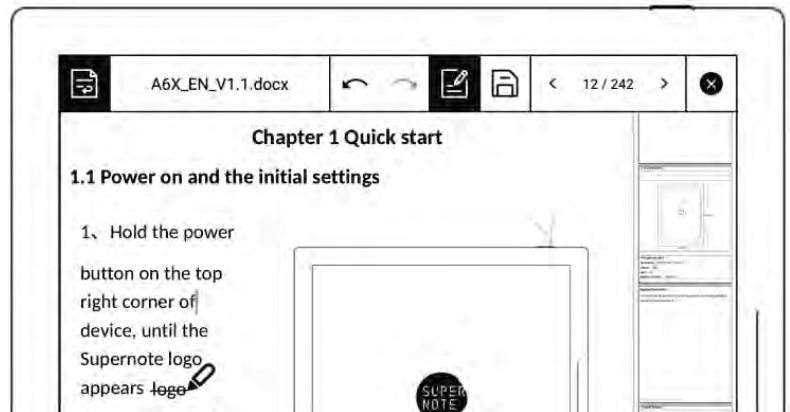 A6X_EN_V1.1.docx
12 / 242
Chapter 1 Quick start
1.1 Power on and the initial settings
1、Hold the power
button on the top
right corner of
device, until the
Supernote logo
appears logo
SUPER
NOTE